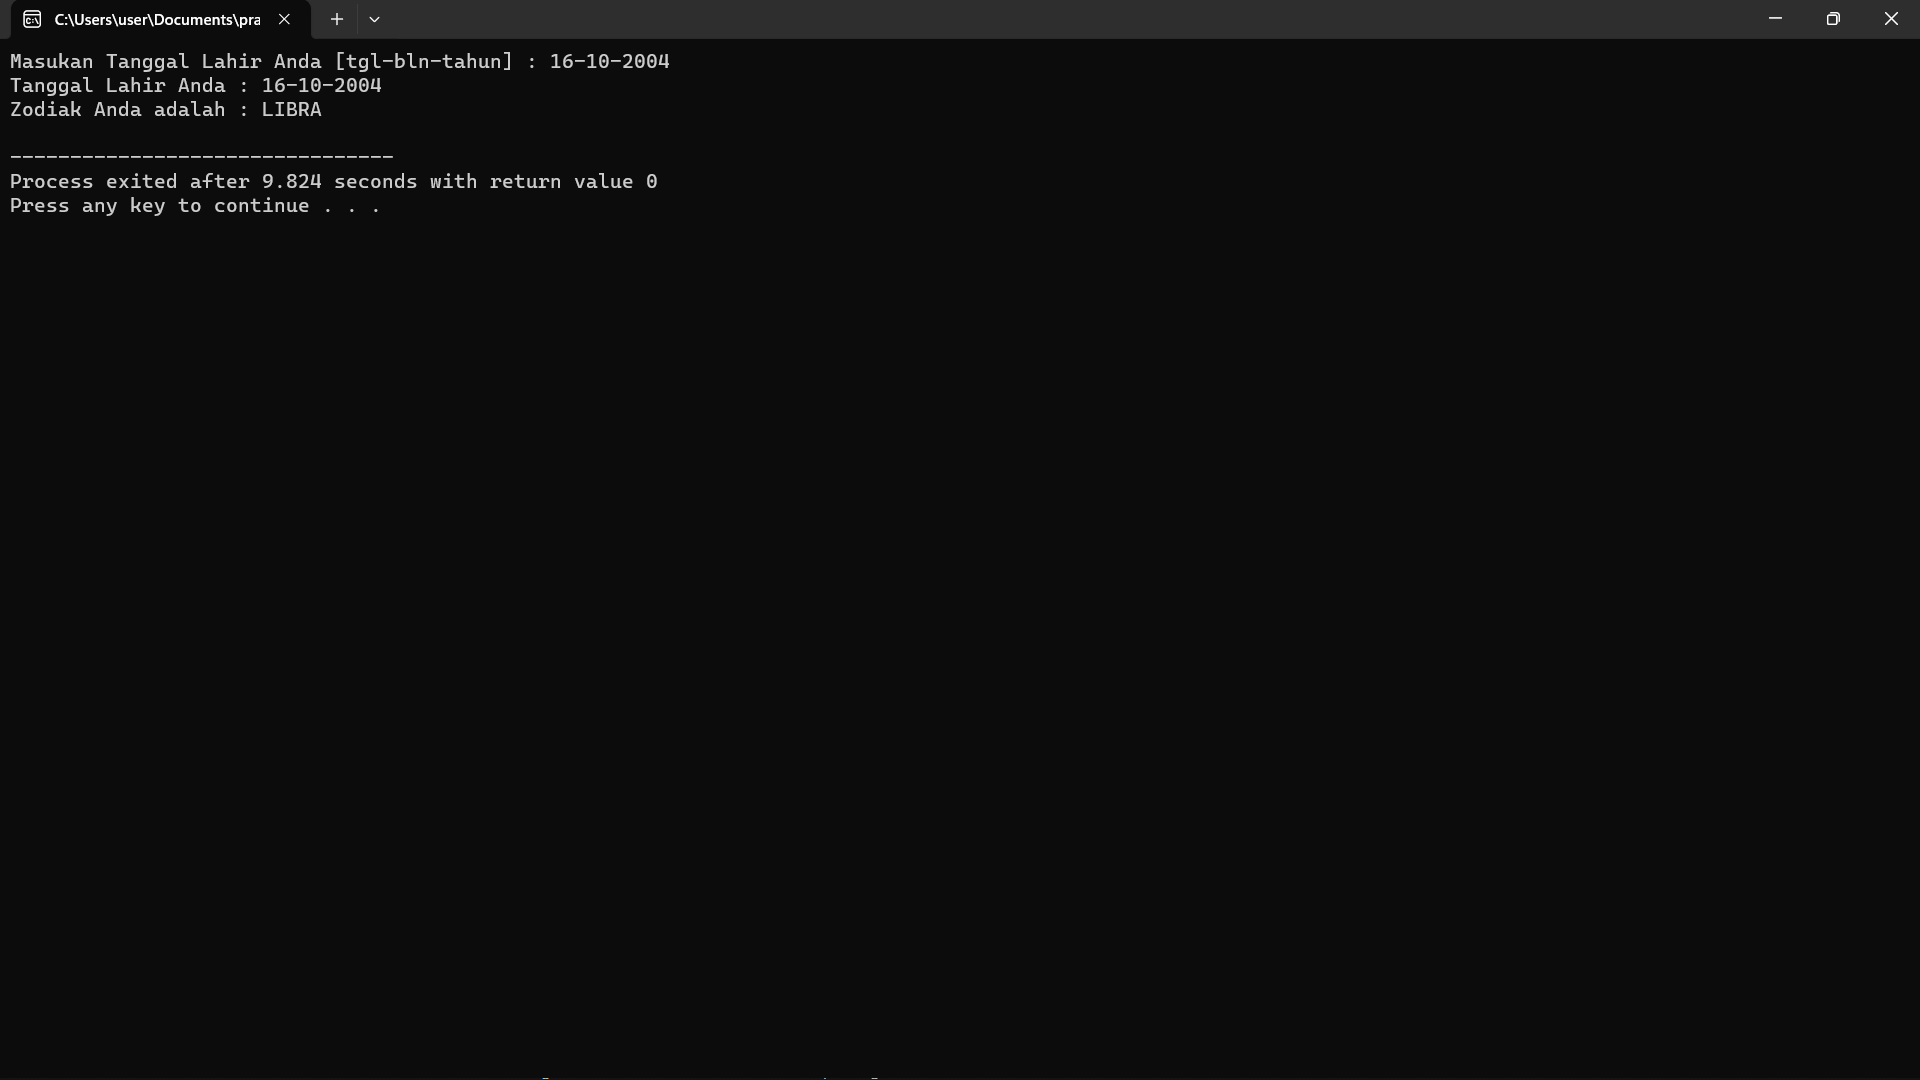 C:\Users\user\Documents\pra
Masukan Tanggal Lahir Anda [tgl-bln-tahun] : 16-10-2004
Tanggal Lahir Anda : 16-10-2004
Zodiak Anda adalah : LIBRA
--------------------------------
Process exited after 9.824 seconds with return value 0
Press any key to continue . . .